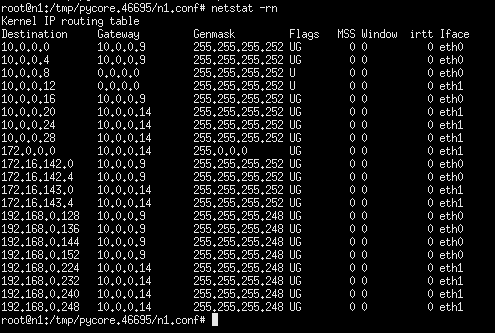 root@n1:/tmp/pycore.46695/n1.conf# netstat -rn
Kernel IP routing table
Destination     Gateway         Genmask         Flags   MSS Window  irtt Iface
10.0.0.0        10.0.0.9        255.255.255.252 UG        0 0          0 eth0
10.0.0.4        10.0.0.9        255.255.255.252 UG        0 0          0 eth0
10.0.0.8        0.0.0.0         255.255.255.252 U         0 0          0 eth0
10.0.0.12       0.0.0.0         255.255.255.252 U         0 0          0 eth1
10.0.0.16       10.0.0.9        255.255.255.252 UG        0 0          0 eth0
10.0.0.20       10.0.0.14       255.255.255.252 UG        0 0          0 eth1
10.0.0.24       10.0.0.14       255.255.255.252 UG        0 0          0 eth1
10.0.0.28       10.0.0.14       255.255.255.252 UG        0 0          0 eth1
172.0.0.0       10.0.0.14       255.0.0.0       UG        0 0          0 eth1
172.16.142.0    10.0.0.9        255.255.255.252 UG        0 0          0 eth0
172.16.142.4    10.0.0.9        255.255.255.252 UG        0 0          0 eth0
172.16.143.0    10.0.0.14       255.255.255.252 UG        0 0          0 eth1
172.16.143.4    10.0.0.14       255.255.255.252 UG        0 0          0 eth1
192.168.0.128   10.0.0.9        255.255.255.248 UG        0 0          0 eth0
192.168.0.136   10.0.0.9        255.255.255.248 UG        0 0          0 eth0
192.168.0.144   10.0.0.9        255.255.255.248 UG        0 0          0 eth0
192.168.0.152   10.0.0.9        255.255.255.248 UG        0 0          0 eth0
192.168.0.224   10.0.0.14       255.255.255.248 UG        0 0          0 eth1
192.168.0.232   10.0.0.14       255.255.255.248 UG        0 0          0 eth1
192.168.0.240   10.0.0.14       255.255.255.248 UG        0 0          0 eth1
192.168.0.248   10.0.0.14       255.255.255.248 UG        0 0          0 eth1
root@n1:/tmp/pycore.46695/n1.conf#